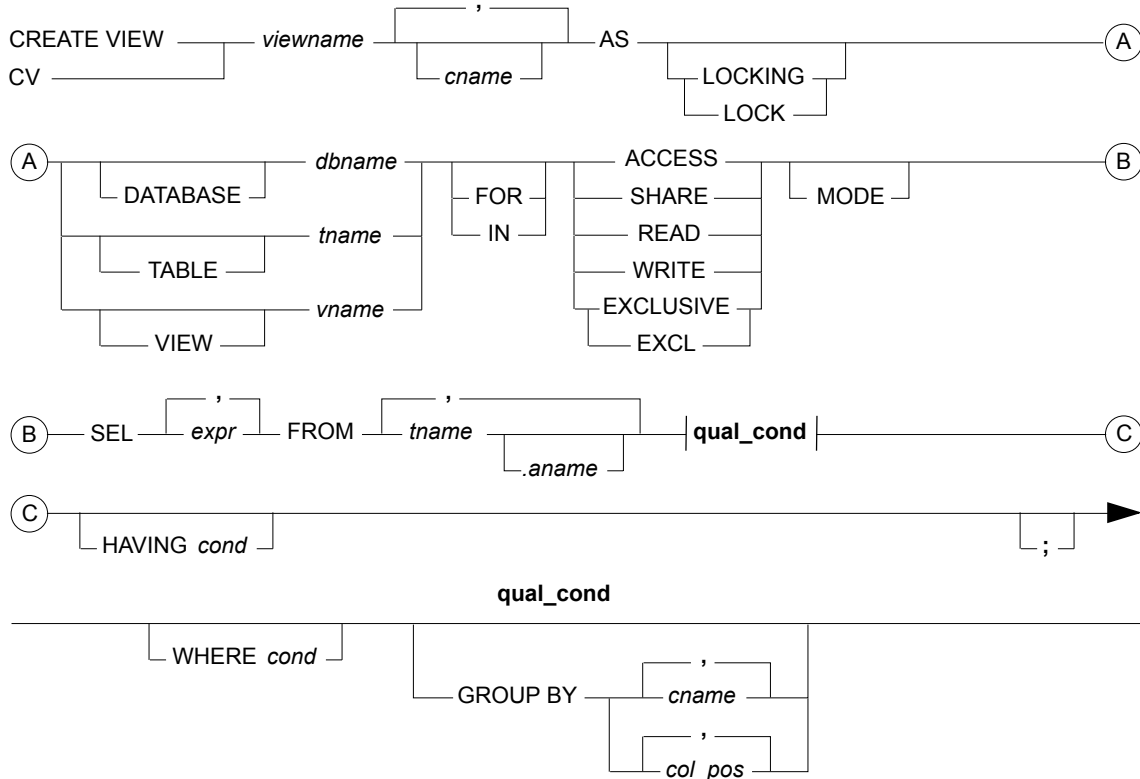 ,
CREATE VIEW viewname AS A
CV cname LOCKING
LOCK
A dbname ACCESS B
DATABASE FOR SHARE MODE
tname IN READ
TABLE WRITE
vname EXCLUSIVE
VIEW EXCL
, ,
B SEL expr FROM tname qual_cond C
.aname
C
HAVING cond ;
qual_cond
WHERE cond ,
GROUP BY cname
,
col_pos